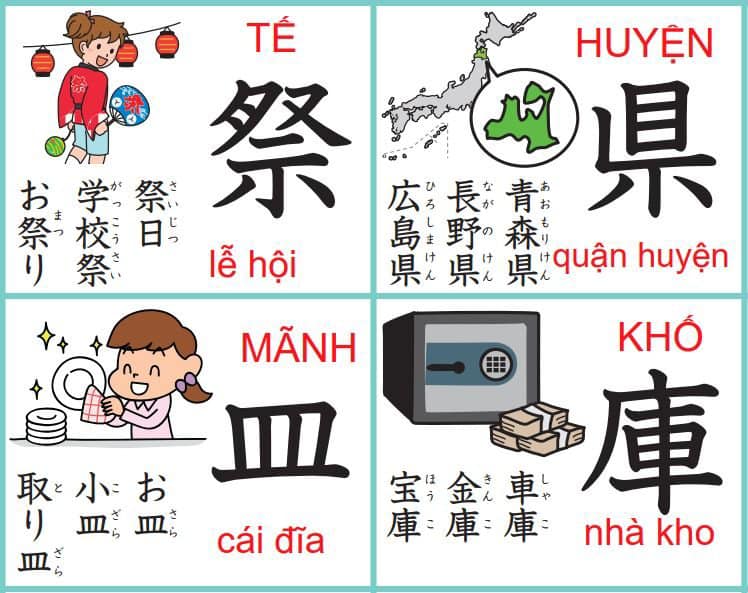 TẾ
祭
祭日
さいじつ
学校祭
がっこうさい
お祭り
まつ
lễ hội
HUYỆN
県
青森県
あおもりけん
長野県
ながのけん
広島県
ひろしまけん
quận huyện
MÃNH
皿
お皿
さら
小皿
こざら
取り皿
とざら
cái đĩa
KHỐ
庫
車庫
しゃこ
金庫
きんこ
宝庫
ほうこ
nhà kho